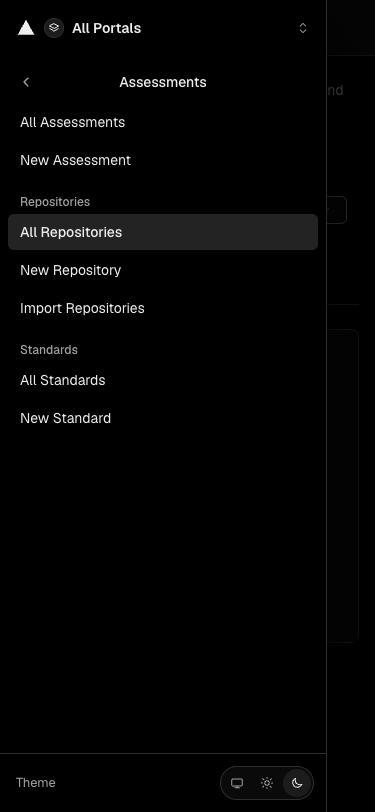 All Portals
Assessments
nd
All Assessments
New Assessment
Repositories
All Repositories
New Repository
Import Repositories
Standards
All Standards
New Standard
Theme